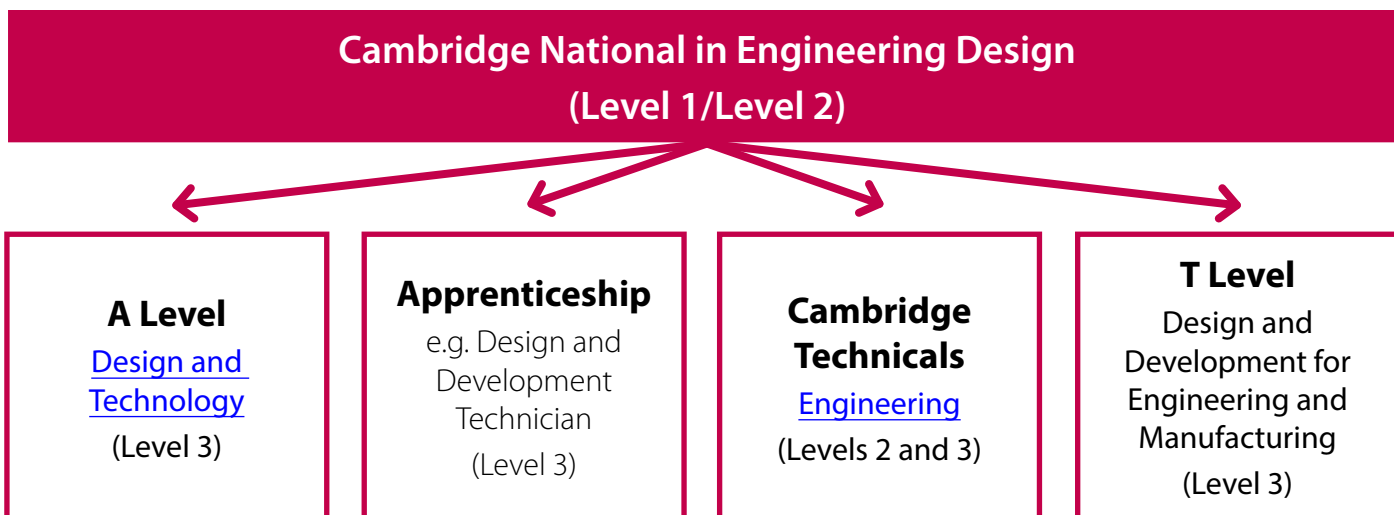 Cambridge National in Engineering Design
(Level 1/Level 2)
A Level
Design and
Technology
(Level 3)
Apprenticeship
e.g. Design and
Development
Technician
(Level 3)
Cambridge
Technicals
Engineering
(Levels 2 and 3)
T Level
Design and
Development for
Engineering and
Manufacturing
(Level 3)